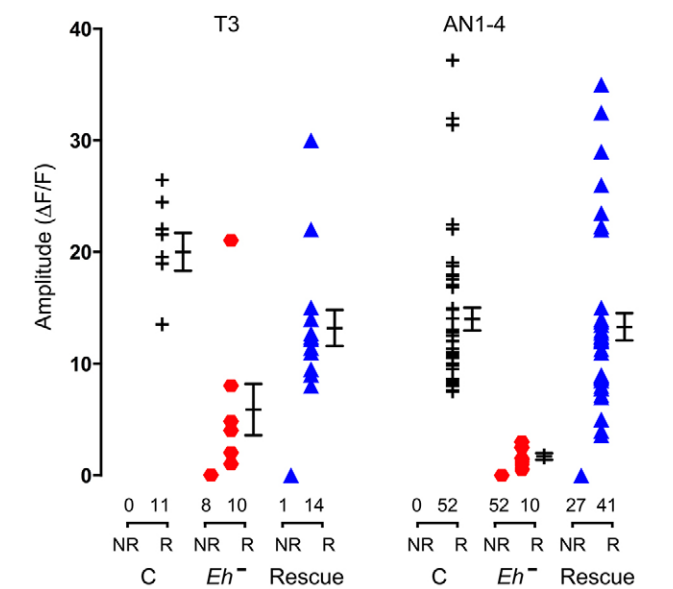 T3 AN1-4
40
30
20
10
0
Amplitude (ΔF/F)
0 11 8 10 1 14 0 52 52 10 27 41
NR R NR R NR R NR R NR R NR R
C Eh⁻ Rescue C Eh⁻ Rescue